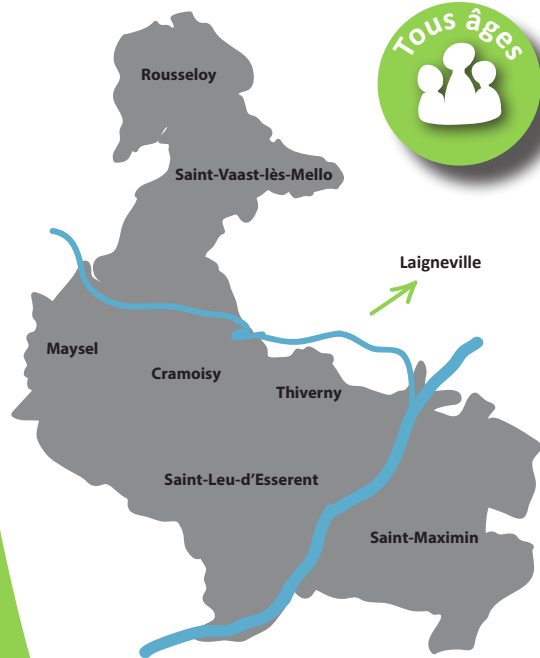 Tous âges
Rousseloy
Saint-Vaast-lès-Mello
Laigneville
Maysel
Cramoisy
Thiverny
Saint-Leu-d'Esserent
Saint-Maximin